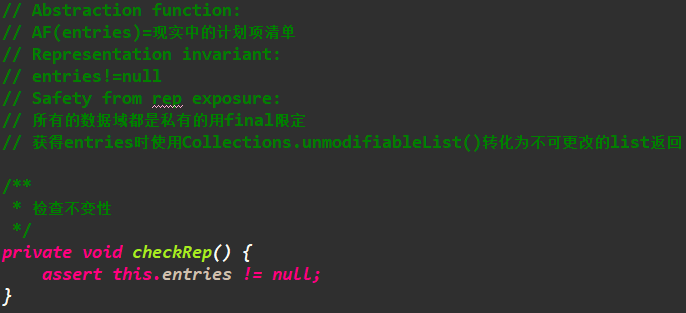 // Abstraction function:
// AF(entries)=现实中的计划项清单
// Representation invariant:
// entries!=null
// Safety from rep exposure:
// 所有的数据域都是私有的用final限定
// 获得entries时使用Collections.unmodifiableList()转化为不可更改的list返回
/**
 * 检查不变性
 */
private void checkRep() {
    assert this.entries != null;
}